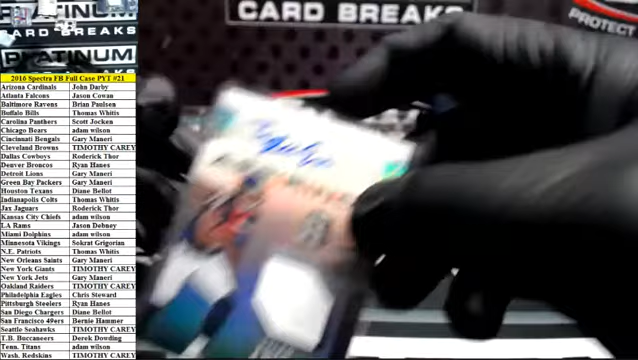 PLATINUM
CARD BREAKS
PROTECT
CARD BREAKS
PLATINUM
2016 Spectra FB Full Case PYT #21
Arizona Cardinals John Darby
Atlanta Falcons Jason Cowan
Baltimore Ravens Brian Paulsen
Buffalo Bills Thomas Whitis
Carolina Panthers Scott Jocken
Chicago Bears adam wilson
Cincinnati Bengals Gary Maneri
Cleveland Browns TIMOTHY CAREY
Dallas Cowboys Roderick Thor
Denver Broncos Ryan Hanes
Detroit Lions Gary Maneri
Green Bay Packers Gary Maneri
Houston Texans Diane Bellot
Indianapolis Colts Thomas Whitis
Jax Jaguars Roderick Thor
Kansas City Chiefs adam wilson
LA Rams Jason Debney
Miami Dolphins adam wilson
Minnesota Vikings Sokrat Grigorian
N.E. Patriots Thomas Whitis
New Orleans Saints Gary Maneri
New York Giants TIMOTHY CAREY
New York Jets Gary Maneri
Oakland Raiders TIMOTHY CAREY
Philadelphia Eagles Chris Steward
Pittsburgh Steelers Ryan Hanes
San Diego Chargers Diane Bellot
San Francisco 49ers Bernie Hammer
Seattle Seahawks TIMOTHY CAREY
T.B. Buccaneers Derek Dowding
Tenn. Titans adam wilson
Wash. Redskins TIMOTHY CAREY